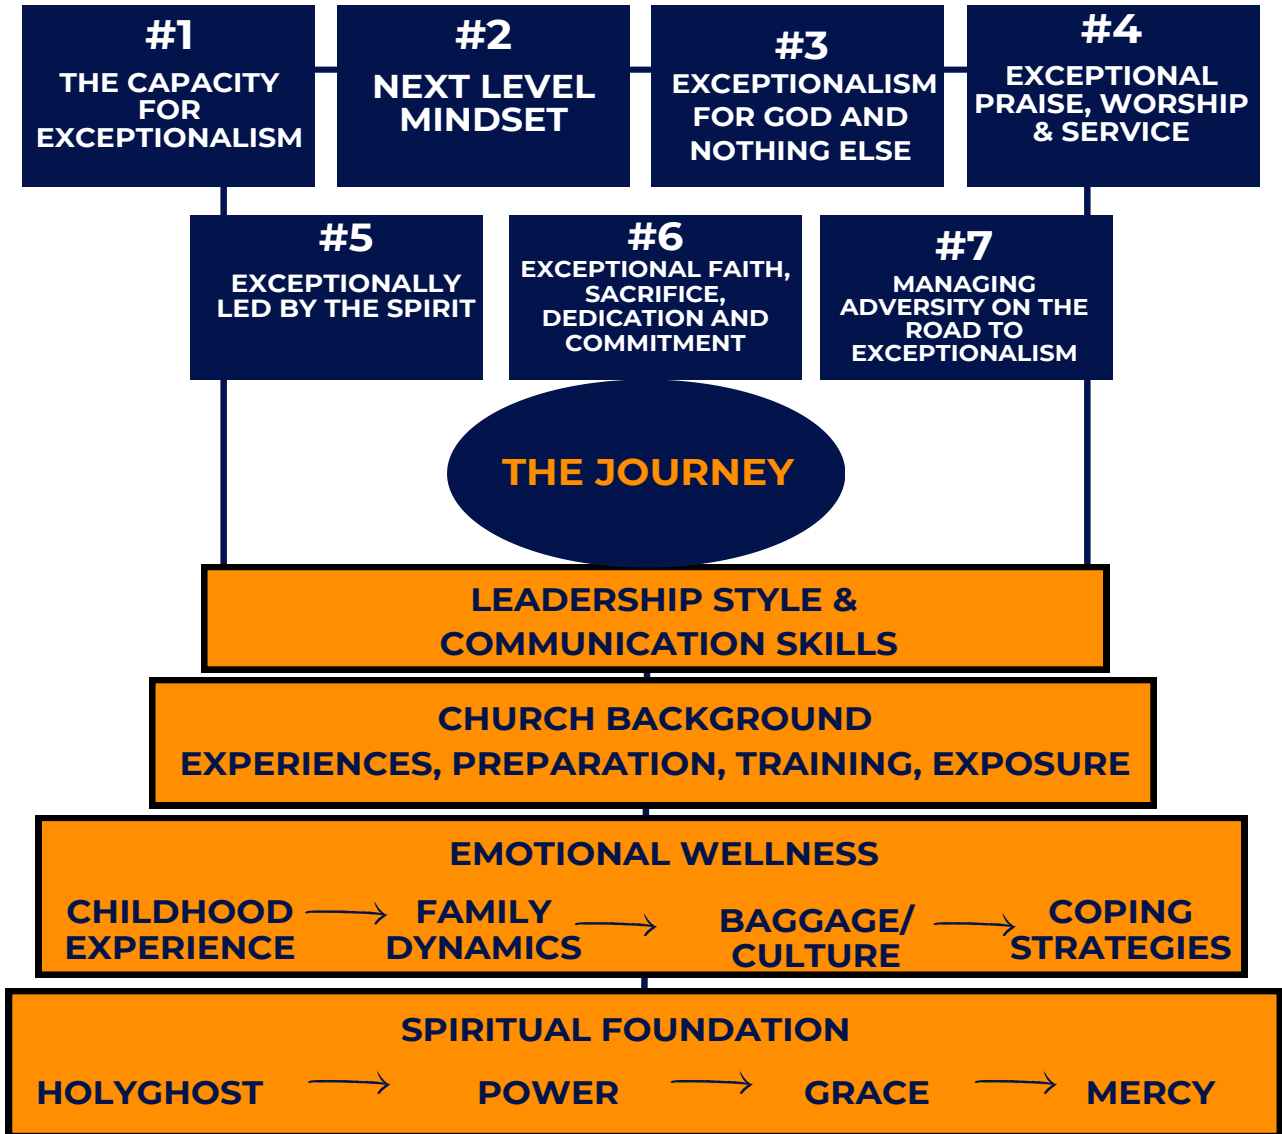 #1
THE CAPACITY
FOR
EXCEPTIONALISM
#2
NEXT LEVEL
MINDSET
#3
EXCEPTIONALISM
FOR GOD AND
NOTHING ELSE
#4
EXCEPTIONAL
PRAISE, WORSHIP
& SERVICE
#5
EXCEPTIONALLY
LED BY THE SPIRIT
#6
EXCEPTIONAL FAITH,
SACRIFICE,
DEDICATION AND
COMMITMENT
#7
MANAGING
ADVERSITY ON THE
ROAD TO
EXCEPTIONALISM
THE JOURNEY
LEADERSHIP STYLE &
COMMUNICATION SKILLS
CHURCH BACKGROUND
EXPERIENCES, PREPARATION, TRAINING, EXPOSURE
EMOTIONAL WELLNESS
CHILDHOOD
EXPERIENCE
FAMILY
DYNAMICS
BAGGAGE/
CULTURE
COPING
STRATEGIES
SPIRITUAL FOUNDATION
HOLYGHOST
POWER
GRACE
MERCY